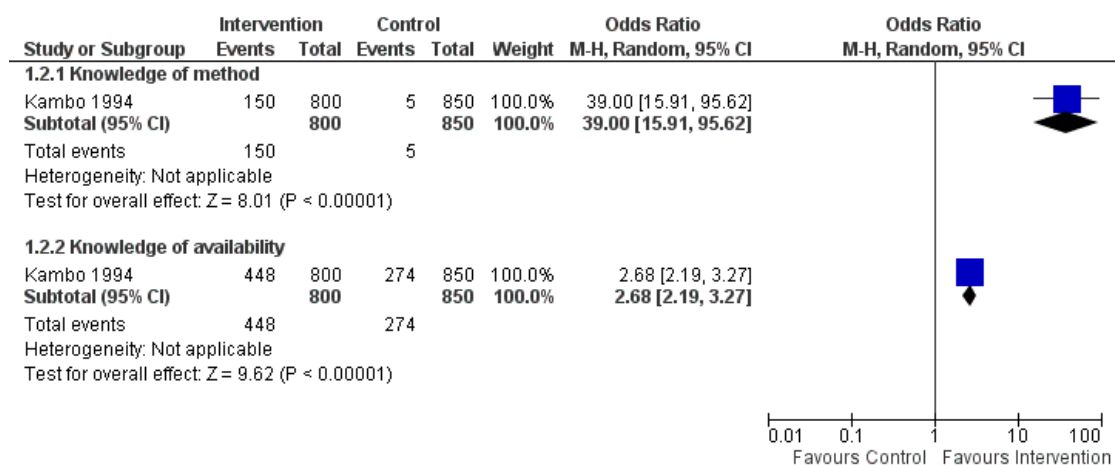 Intervention Control Odds Ratio Odds Ratio
Study or Subgroup Events Total Events Total Weight M-H, Random, 95% CI M-H, Random, 95% CI
1.2.1 Knowledge of method
Kambo 1994 150 800 5 850 100.0% 39.00 [15.91, 95.62]
Subtotal (95% CI) 800 850 100.0% 39.00 [15.91, 95.62]
Total events 150 5
Heterogeneity: Not applicable
Test for overall effect: Z = 8.01 (P < 0.00001)
1.2.2 Knowledge of availability
Kambo 1994 448 800 274 850 100.0% 2.68 [2.19, 3.27]
Subtotal (95% CI) 800 850 100.0% 2.68 [2.19, 3.27]
Total events 448 274
Heterogeneity: Not applicable
Test for overall effect: Z = 9.62 (P < 0.00001)
0.01 0.1 1 10 100
Favours Control Favours Intervention